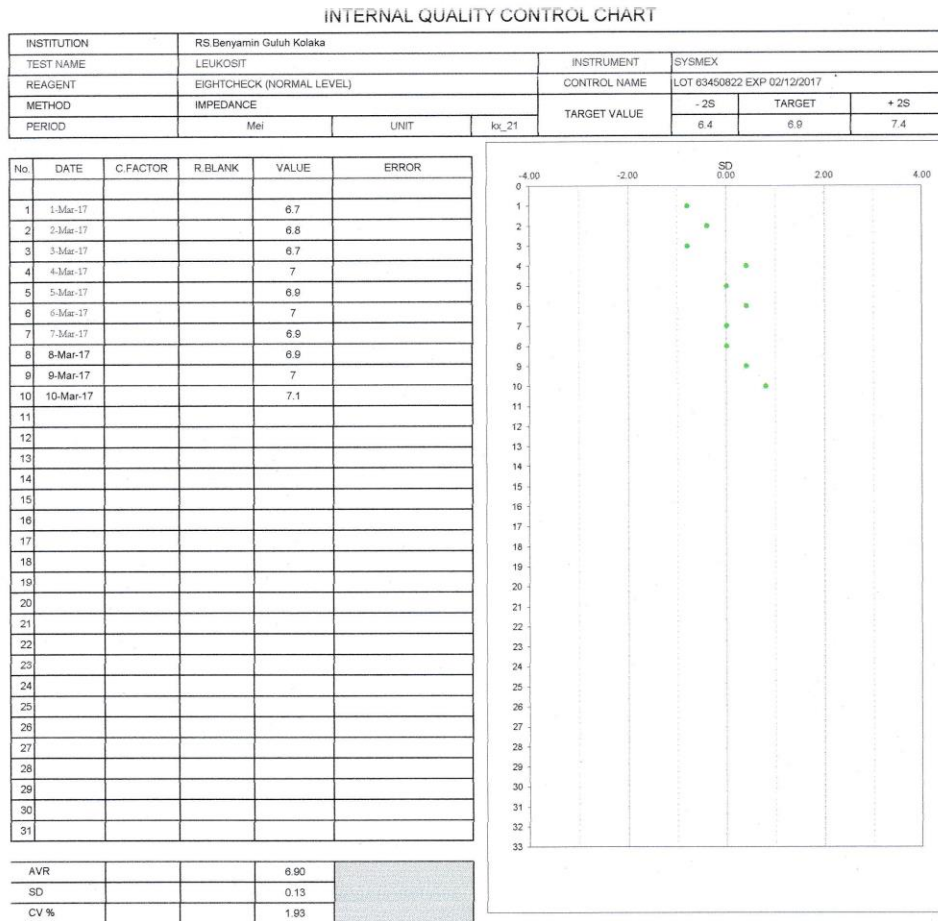 INTERNAL QUALITY CONTROL CHART
INSTITUTION RS.Benyamin Guluh Kolaka
TEST NAME LEUKOSIT INSTRUMENT SYSMEX
REAGENT EIGHTCHECK (NORMAL LEVEL) CONTROL NAME LOT 63450822 EXP 02/12/2017
METHOD IMPEDANCE TARGET VALUE - 2S TARGET + 2S
PERIOD Mei UNIT kx_21 6.4 6.9 7.4
No. DATE C.FACTOR R.BLANK VALUE ERROR
1 1-Mar-17 6.7
2 2-Mar-17 6.8
3 3-Mar-17 6.7
4 4-Mar-17 7
5 5-Mar-17 6.9
6 6-Mar-17 7
7 7-Mar-17 6.9
8 8-Mar-17 6.9
9 9-Mar-17 7
10 10-Mar-17 7.1
11
12
13
14
15
16
17
18
19
20
21
22
23
24
25
26
27
28
29
30
31
AVR 6.90
SD 0.13
CV % 1.93
SD
-4.00 -2.00 0.00 2.00 4.00
0
1
2
3
4
5
6
7
8
9
10
11
12
13
14
15
16
17
18
19
20
21
22
23
24
25
26
27
28
29
30
31
32
33